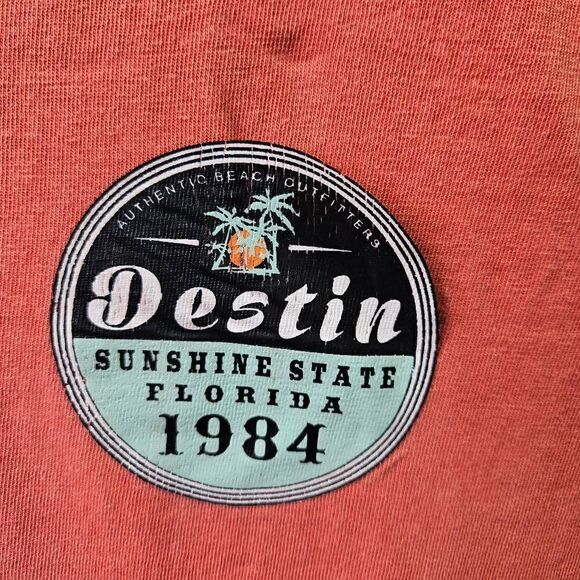 AUTHENTIC BEACH OUTFITTERS
Destin
SUNSHINE STATE
FLORIDA
1984